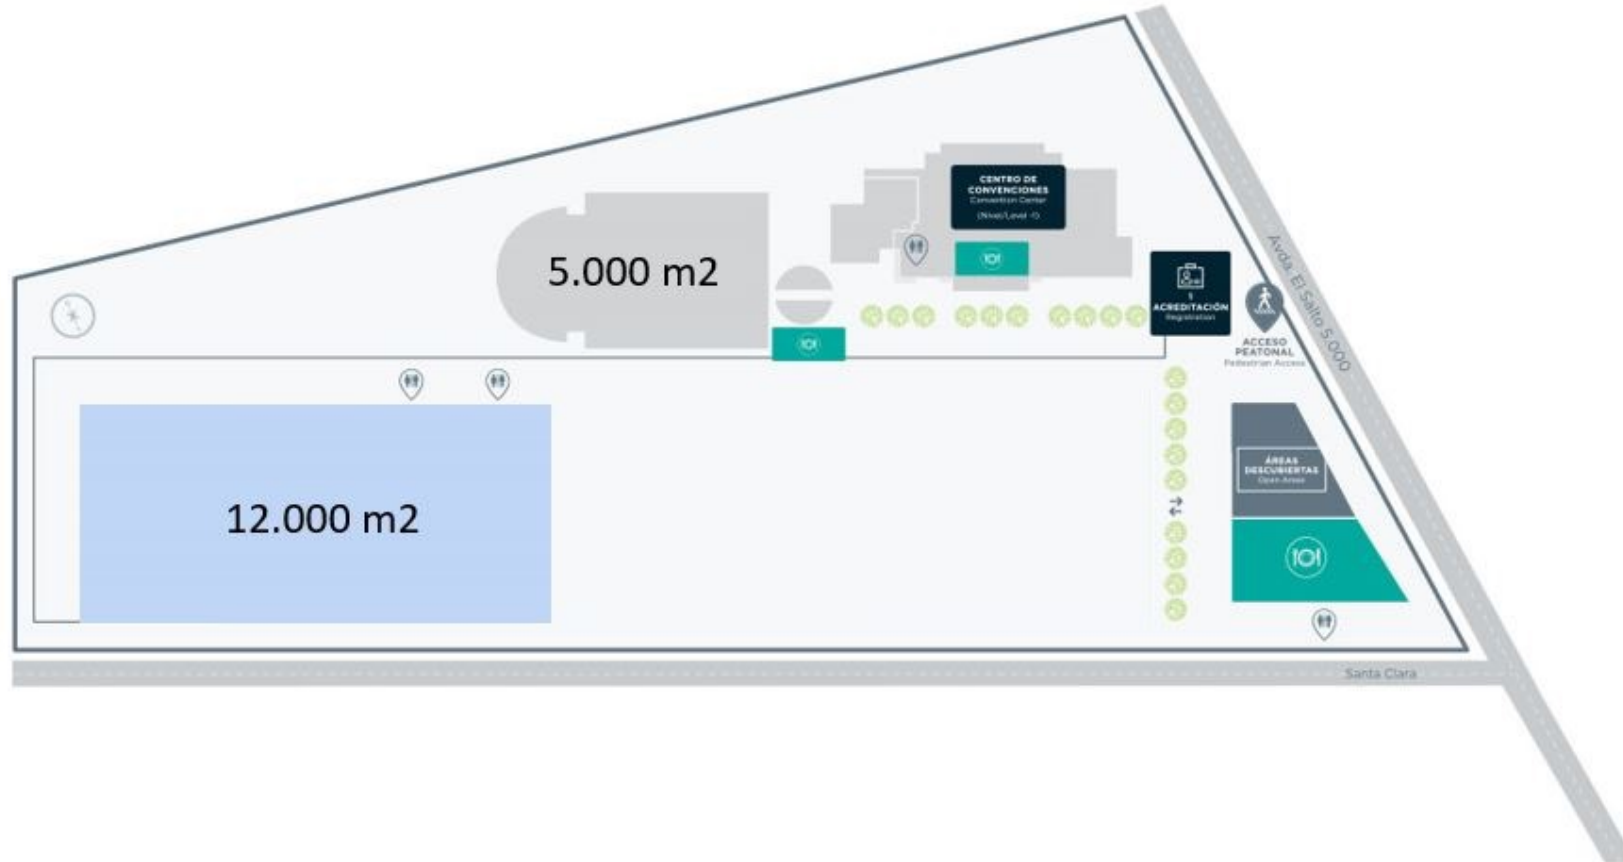 CENTRO DE
CONVENCIONES
Convention Center
(Nivel/Level -1)
5.000 m2
1
ACREDITACIÓN
Registration
Avda. El Salto 5.000
ACCESO
PEATONAL
Pedestrian Access
12.000 m2
ÁREAS
DESCUBIERTAS
Open Areas
Santa Clara